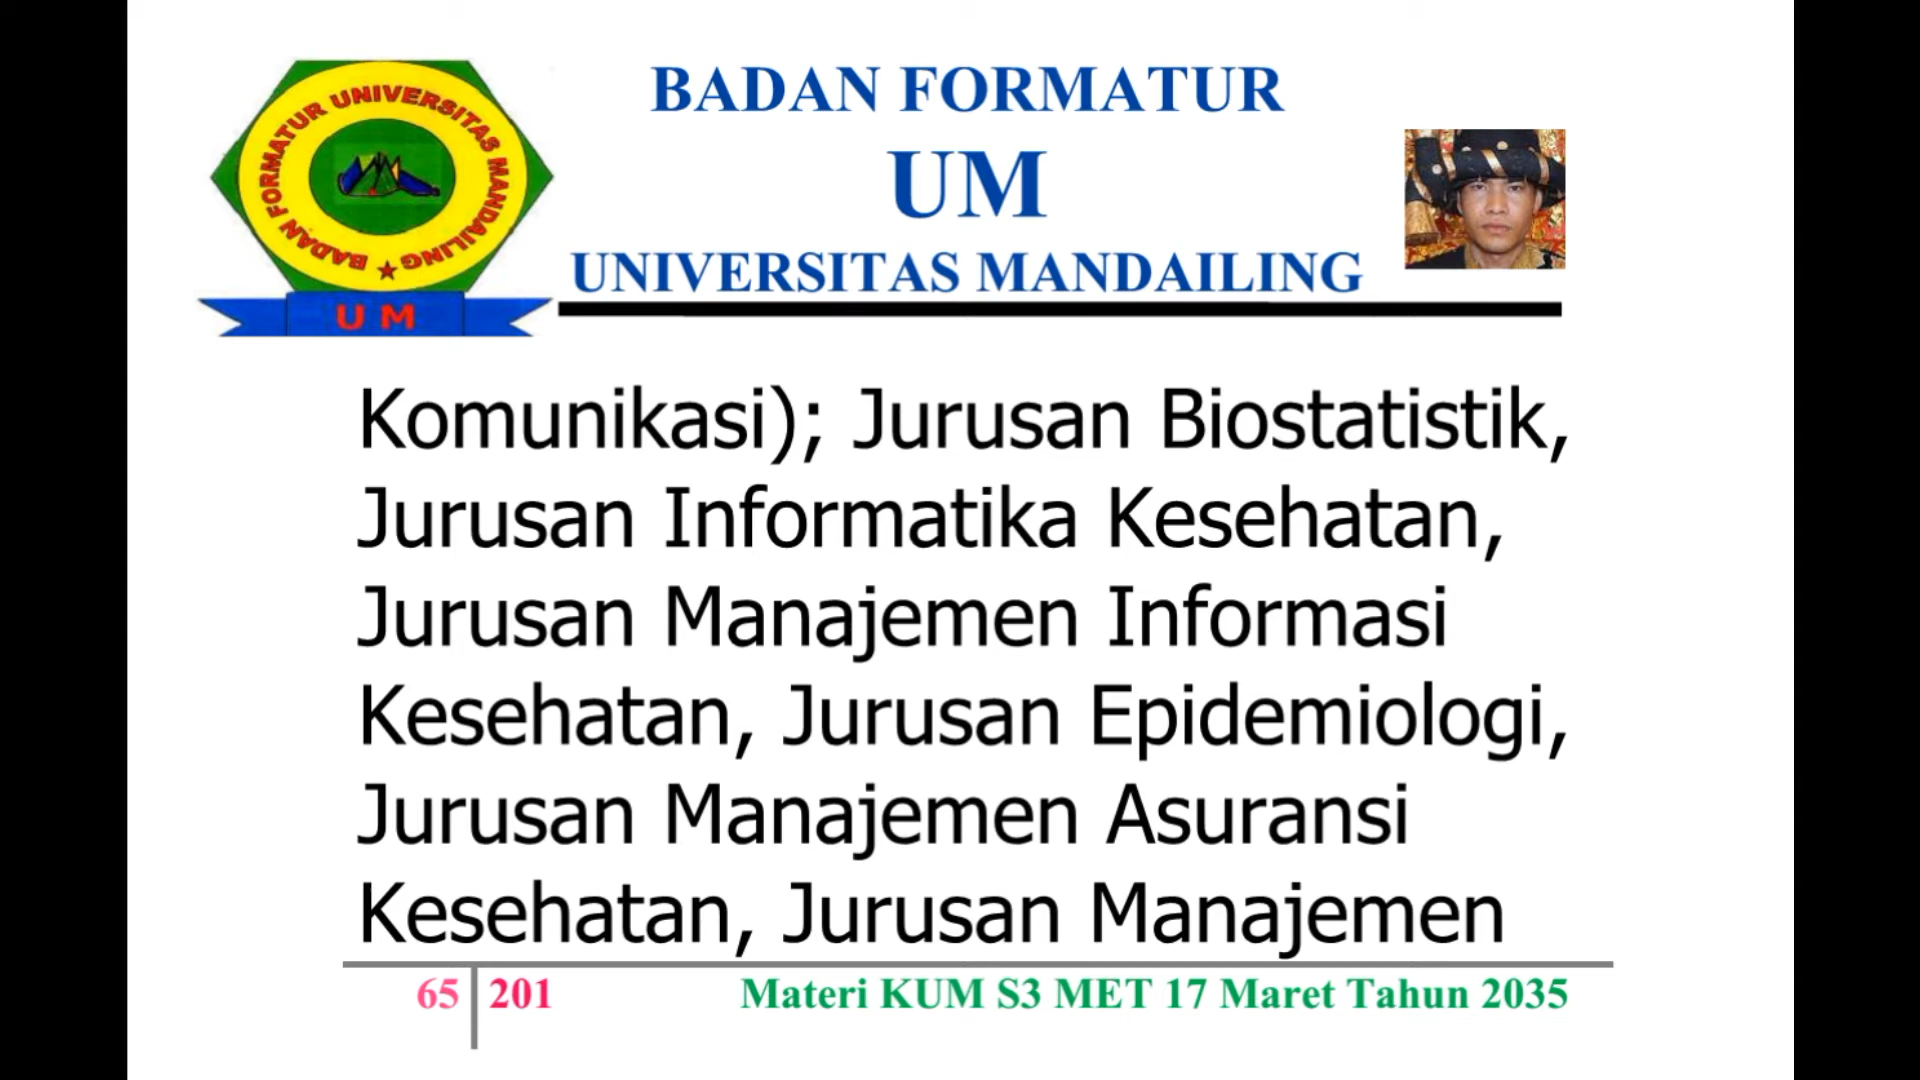 BADAN FORMATUR UNIVERSITAS MANDAILING
U M
BADAN FORMATUR
UM
UNIVERSITAS MANDAILING
Komunikasi); Jurusan Biostatistik,
Jurusan Informatika Kesehatan,
Jurusan Manajemen Informasi
Kesehatan, Jurusan Epidemiologi,
Jurusan Manajemen Asuransi
Kesehatan, Jurusan Manajemen
65 201 Materi KUM S3 MET 17 Maret Tahun 2035